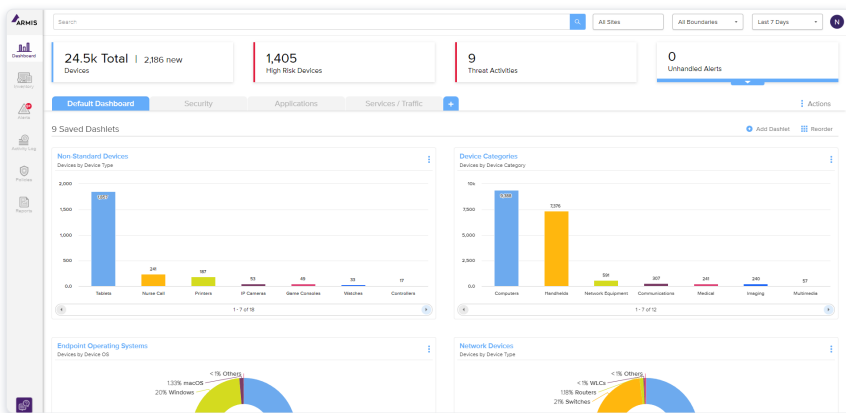 ARMIS
Search
All Sites
All Boundaries
Last 7 Days
N
Dashboard
Inventory
Alerts
Activity Log
Policies
Reports
24.5k Total | 2,186 new
Devices
1,405
High Risk Devices
9
Threat Activities
0
Unhandled Alerts
Default Dashboard
Security
Applications
Services / Traffic
+
Actions
9 Saved Dashlets
Add Dashlet
Reorder
Non-Standard Devices
Devices by Device Type
2,000
1,500
1,000
500
0.0
241
187
53
49
33
17
Tablets
Nurse Call
Printers
IP Cameras
Game Consoles
Watches
Controllers
1 - 7 of 18
Device Categories
Devices by Device Category
10k
7,500
5,000
2,500
0.0
7,376
591
307
241
240
57
Computers
Handhelds
Network Equipment
Communications
Medical
Imaging
Multimedia
1 - 7 of 12
Endpoint Operating Systems
Devices by Device OS
< 1% Others
1.33% macOS
20% Windows
Network Devices
Devices by Device Type
< 1% Others
< 1% WLCs
1.18% Routers
21% Switches